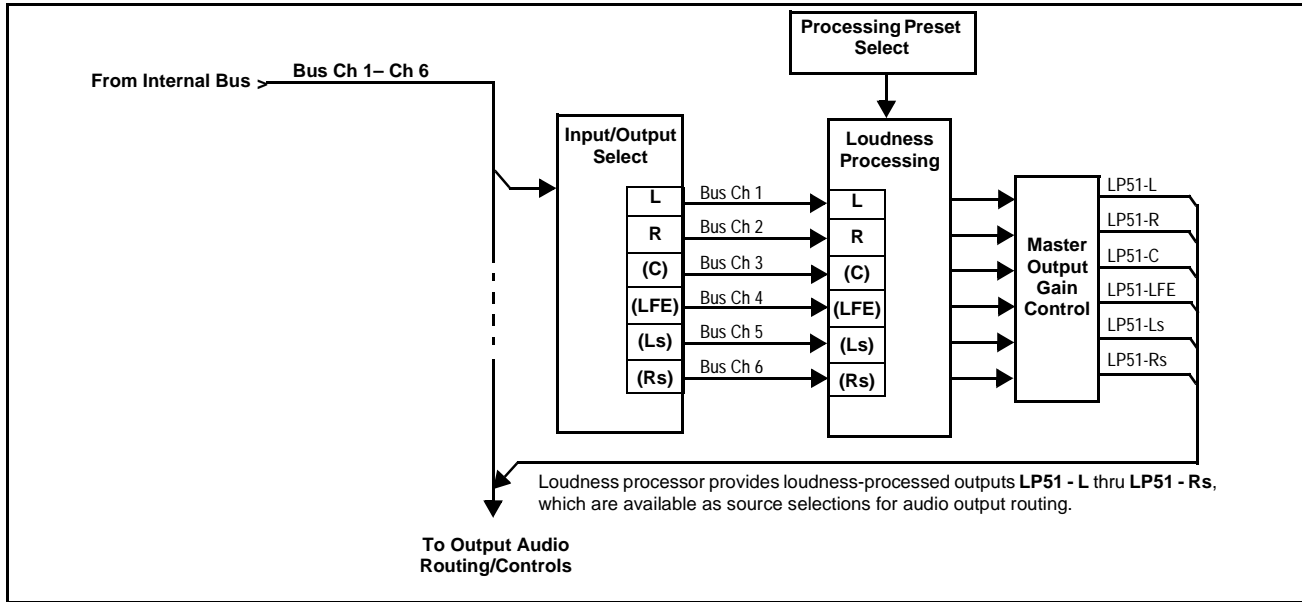 Processing Preset
Select
From Internal Bus >
Bus Ch 1– Ch 6
Input/Output
Select
L
R
(C)
(LFE)
(Ls)
(Rs)
Bus Ch 1
Bus Ch 2
Bus Ch 3
Bus Ch 4
Bus Ch 5
Bus Ch 6
Loudness
Processing
L
R
(C)
(LFE)
(Ls)
(Rs)
Master
Output
Gain
Control
LP51-L
LP51-R
LP51-C
LP51-LFE
LP51-Ls
LP51-Rs
Loudness processor provides loudness-processed outputs LP51 - L thru LP51 - Rs,
which are available as source selections for audio output routing.
To Output Audio
Routing/Controls